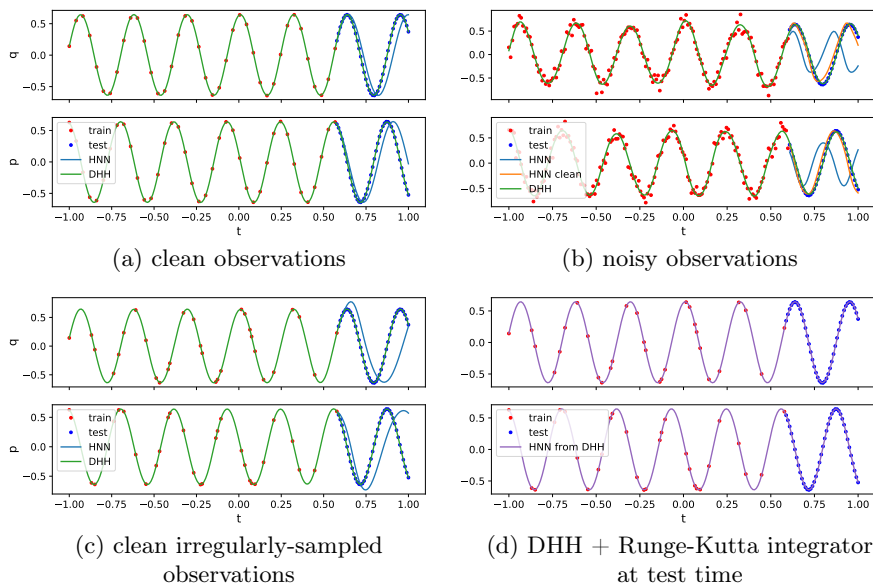 0.5
0.0
−0.5
q
0.5
0.0
−0.5
p
train
test
HNN
DHH
−1.00 −0.75 −0.50 −0.25 0.00 0.25 0.50 0.75 1.00
t
(a) clean observations
0.5
0.0
−0.5
q
0.5
0.0
−0.5
p
train
test
HNN
HNN clean
DHH
−1.00 −0.75 −0.50 −0.25 0.00 0.25 0.50 0.75 1.00
t
(b) noisy observations
0.5
0.0
−0.5
q
0.5
0.0
−0.5
p
train
test
HNN
DHH
−1.00 −0.75 −0.50 −0.25 0.00 0.25 0.50 0.75 1.00
t
(c) clean irregularly-sampled
observations
0.5
0.0
−0.5
q
0.5
0.0
−0.5
p
train
test
HNN from DHH
−1.00 −0.75 −0.50 −0.25 0.00 0.25 0.50 0.75 1.00
t
(d) DHH + Runge-Kutta integrator
at test time